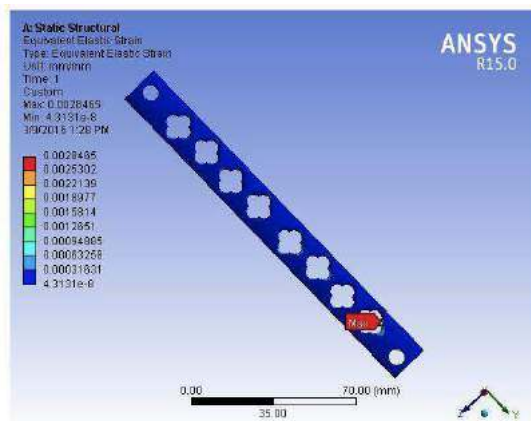 A: Static Structural
Equivalent Elastic Strain
Type: Equivalent Elastic Strain
Unit: mm/mm
Time: 1
Custom
Max: 0.0028465
Min: 4.3131e-8
3/9/2016 1:28 PM
0.0028465
0.0025302
0.0022139
0.0018977
0.0015814
0.0012651
0.00094885
0.00063258
0.00031631
4.3131e-8
ANSYS
R15.0
Max
0.00
70.00 (mm)
35.00
Z
Y